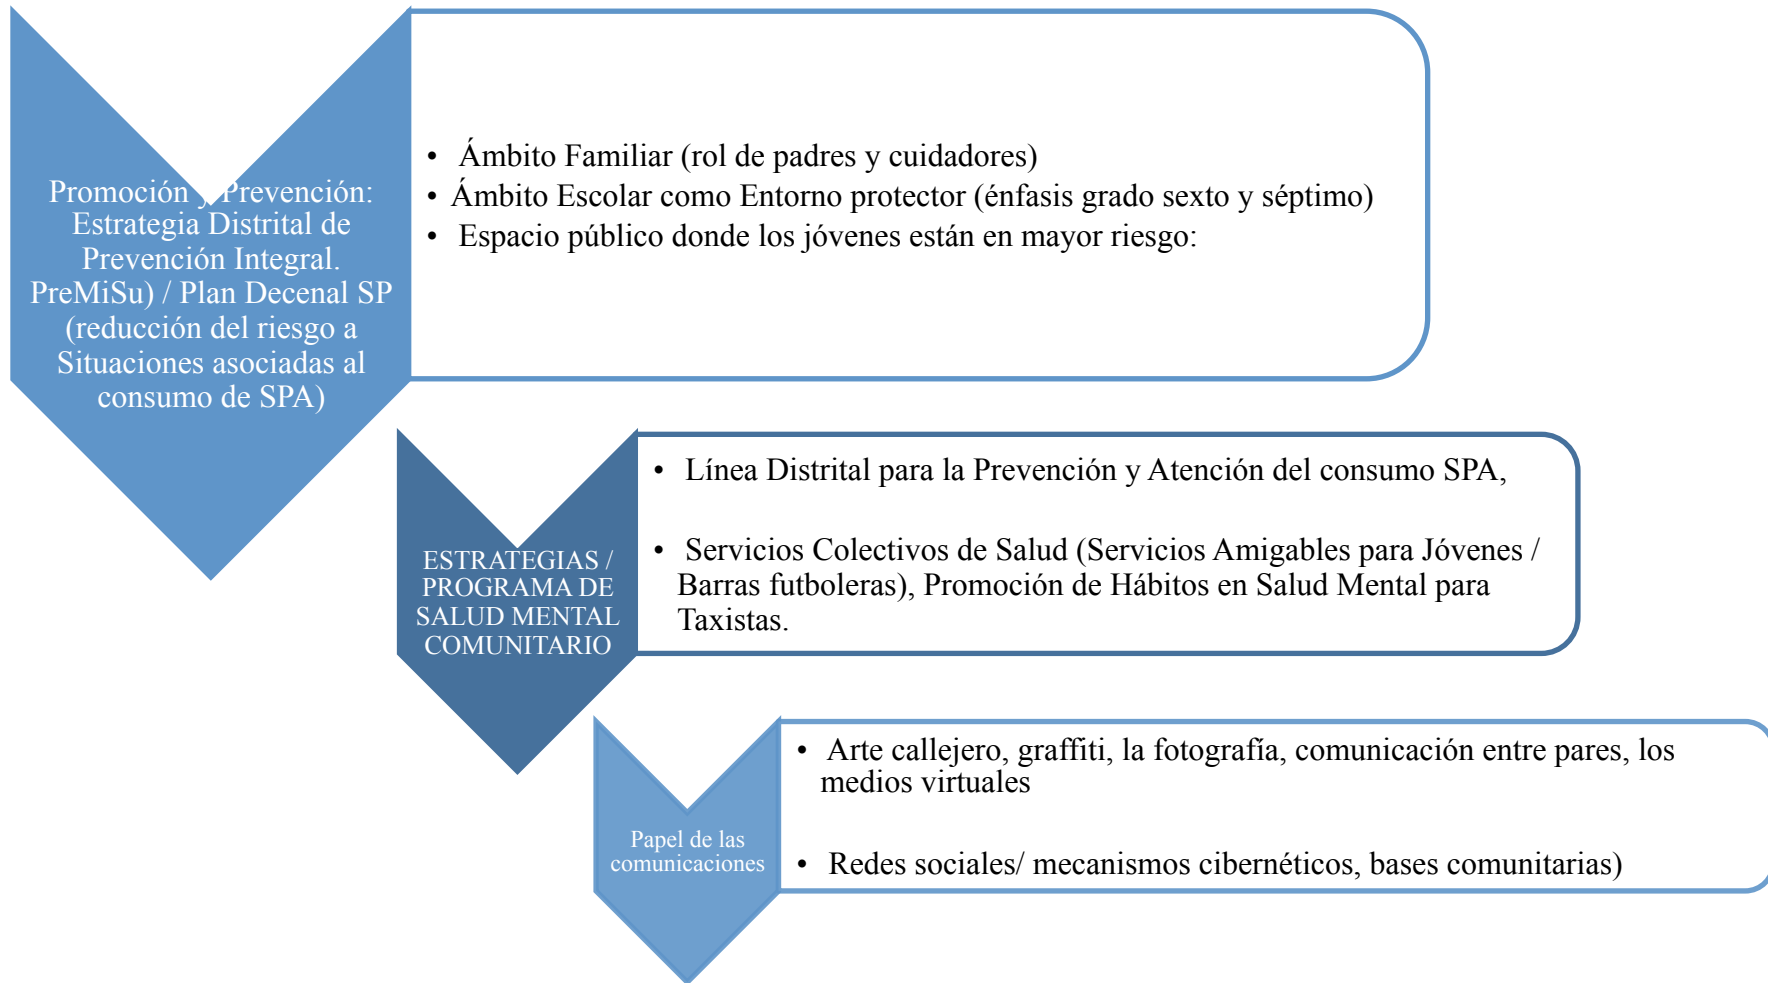 Promoción y Prevención:
Estrategia Distrital de
Prevención Integral.
PreMiSu) / Plan Decenal SP
(reducción del riesgo a
Situaciones asociadas al
consumo de SPA)
• Ámbito Familiar (rol de padres y cuidadores)
• Ámbito Escolar como Entorno protector (énfasis grado sexto y séptimo)
• Espacio público donde los jóvenes están en mayor riesgo:
ESTRATEGIAS /
PROGRAMA DE
SALUD MENTAL
COMUNITARIO
• Línea Distrital para la Prevención y Atención del consumo SPA,
• Servicios Colectivos de Salud (Servicios Amigables para Jóvenes /
Barras futboleras), Promoción de Hábitos en Salud Mental para
Taxistas.
Papel de las
comunicaciones
• Arte callejero, graffiti, la fotografía, comunicación entre pares, los
medios virtuales
• Redes sociales/ mecanismos cibernéticos, bases comunitarias)